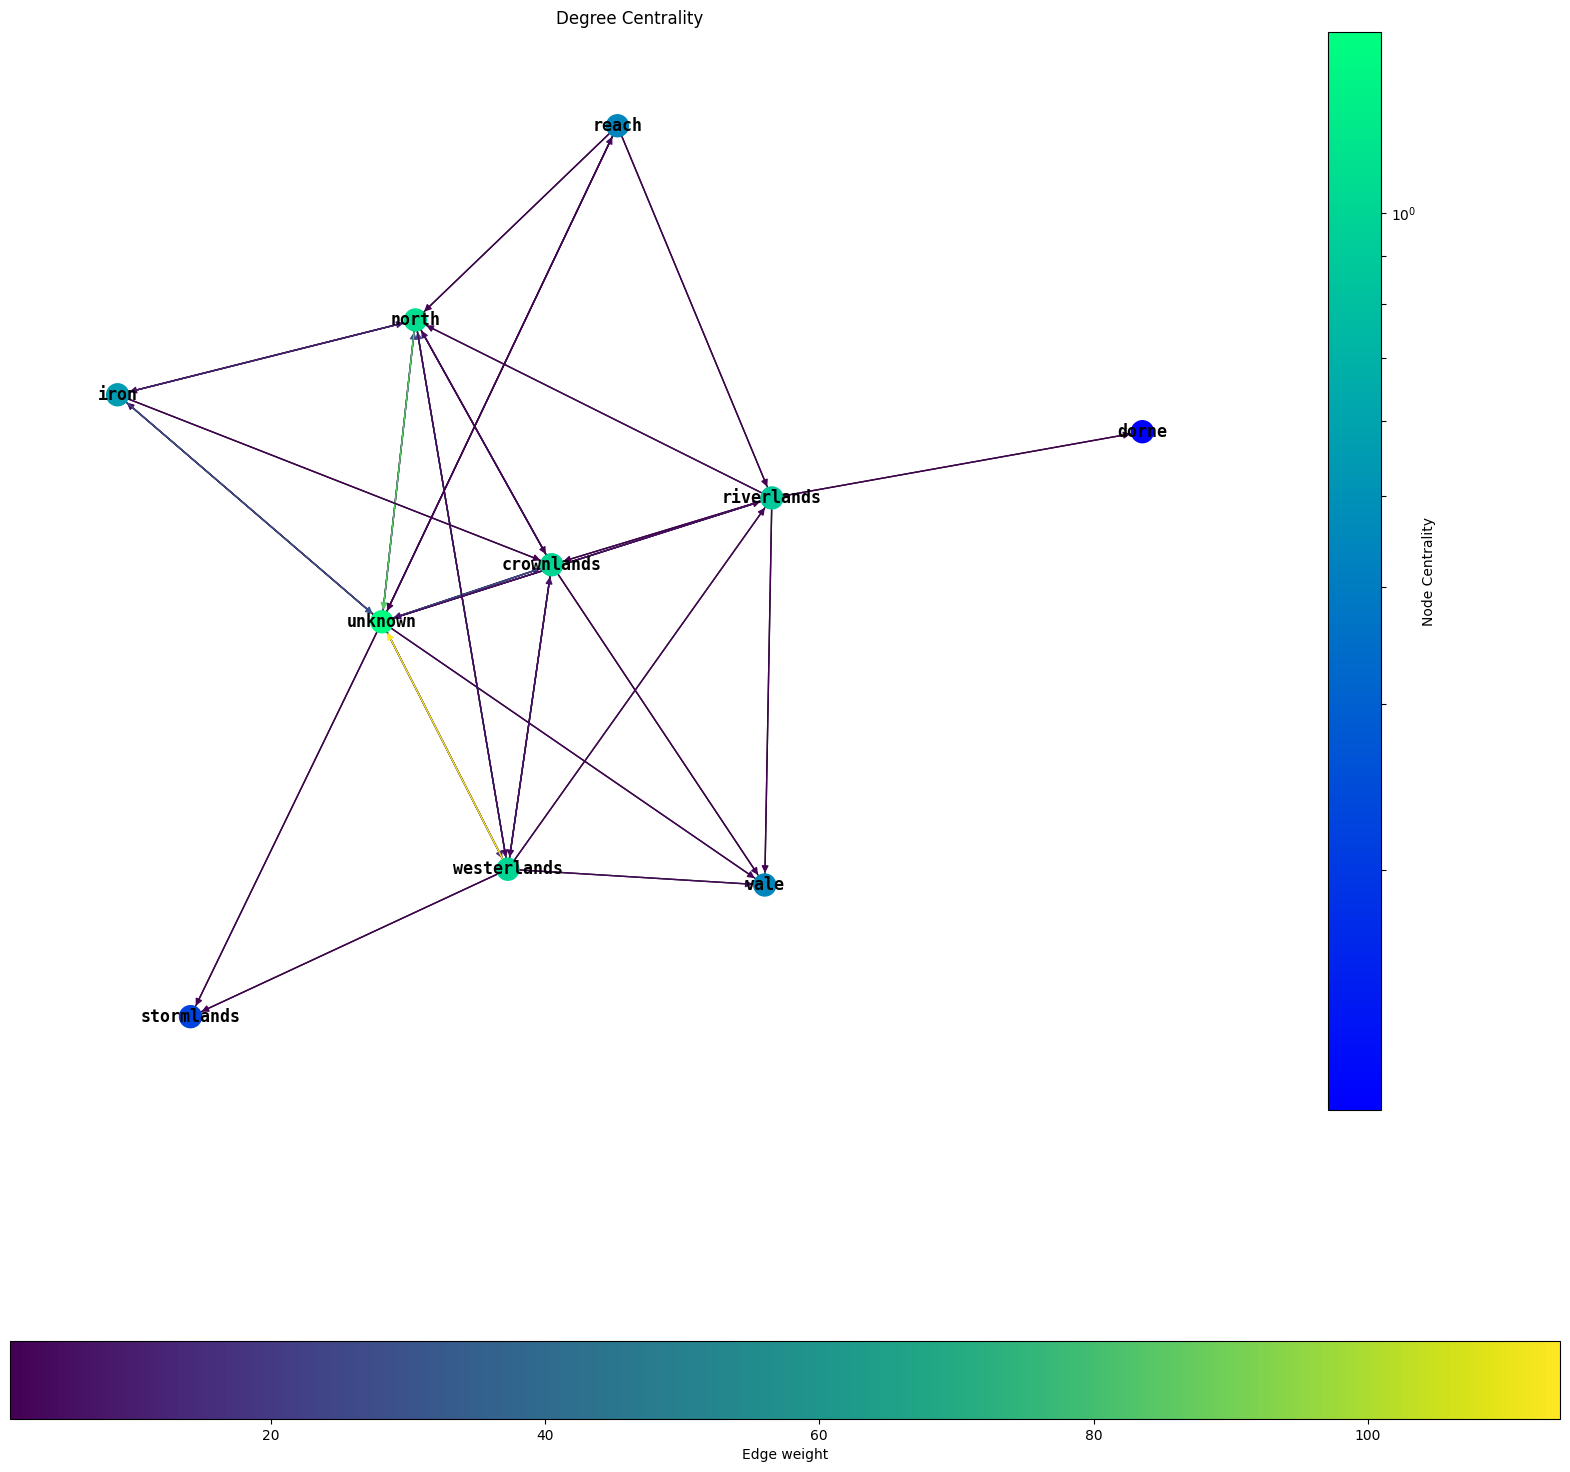 Degree Centrality
reach
north
iron
dorne
riverlands
crownlands
unknown
westerlands
vale
stormlands
10⁰
Node Centrality
20 40 60 80 100
Edge weight